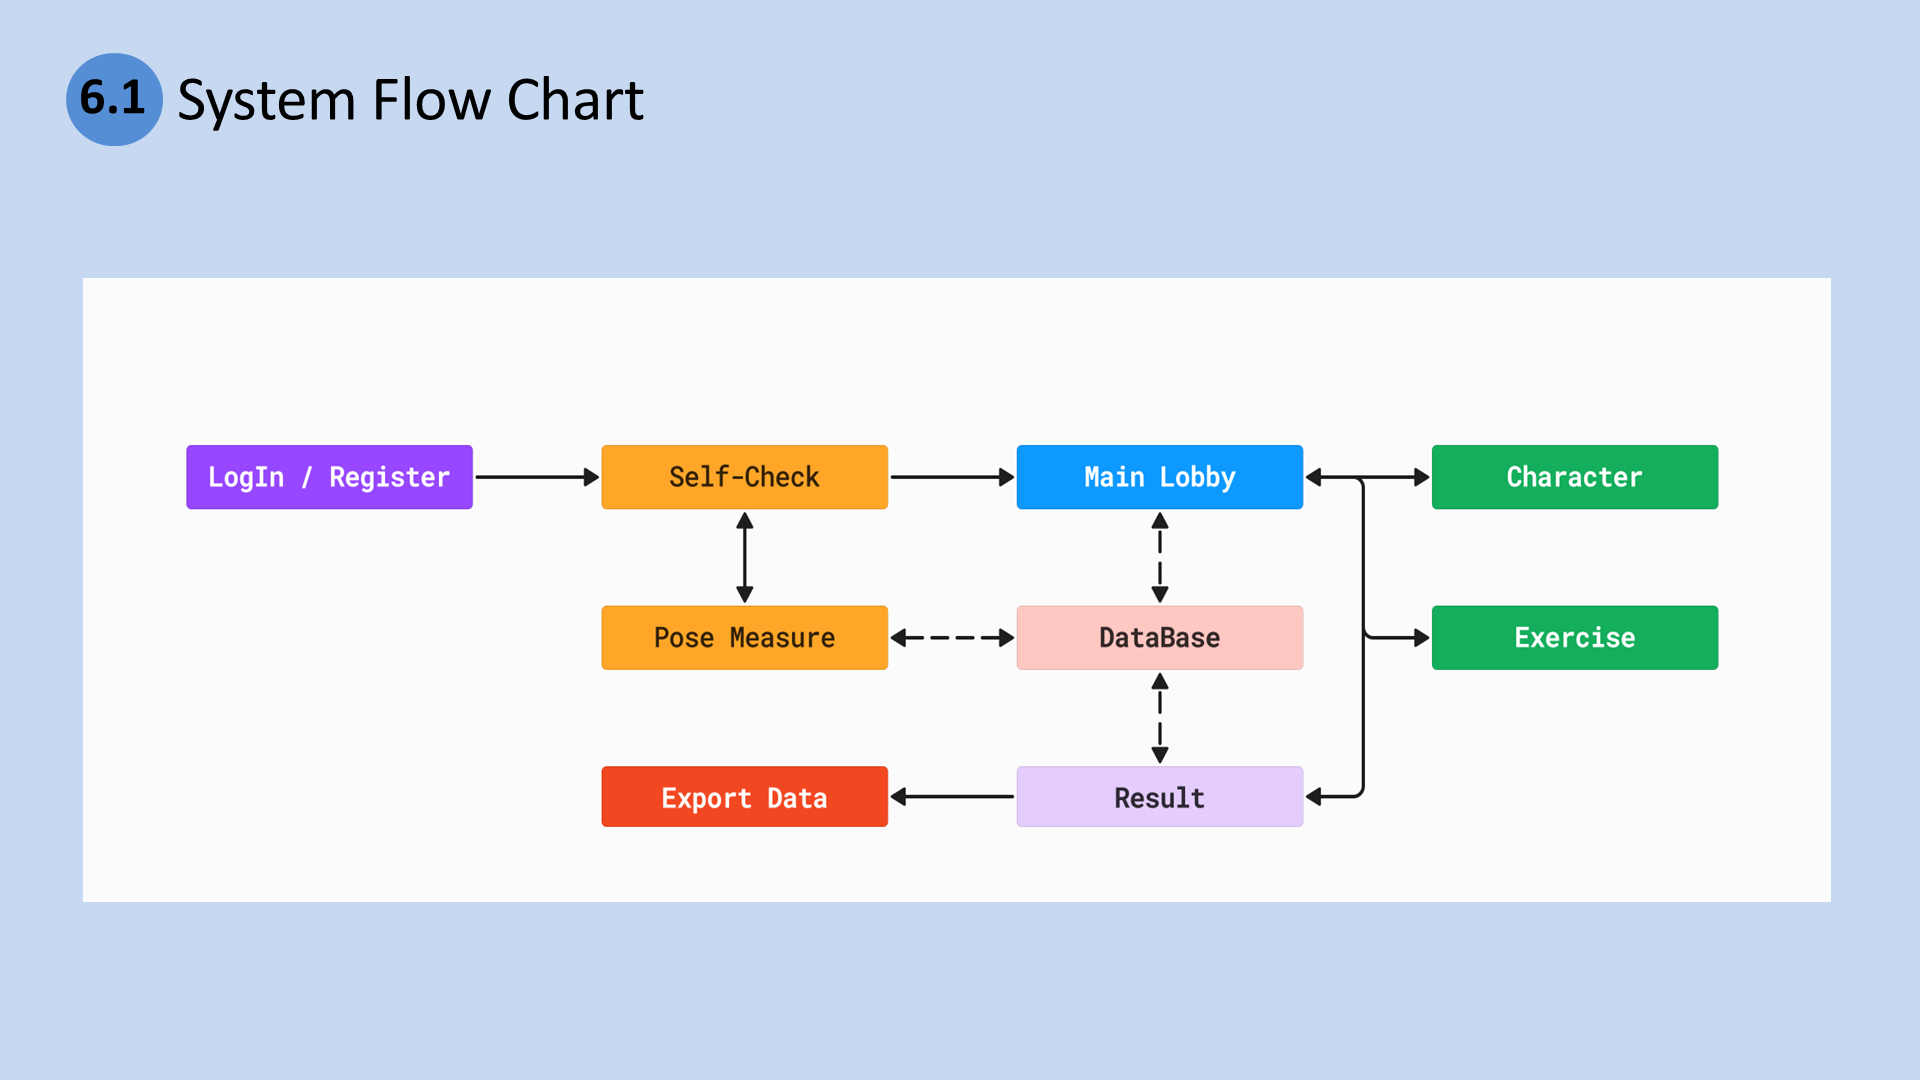 6.1 System Flow Chart
LogIn / Register
Self-Check
Main Lobby
Character
Pose Measure
DataBase
Exercise
Export Data
Result